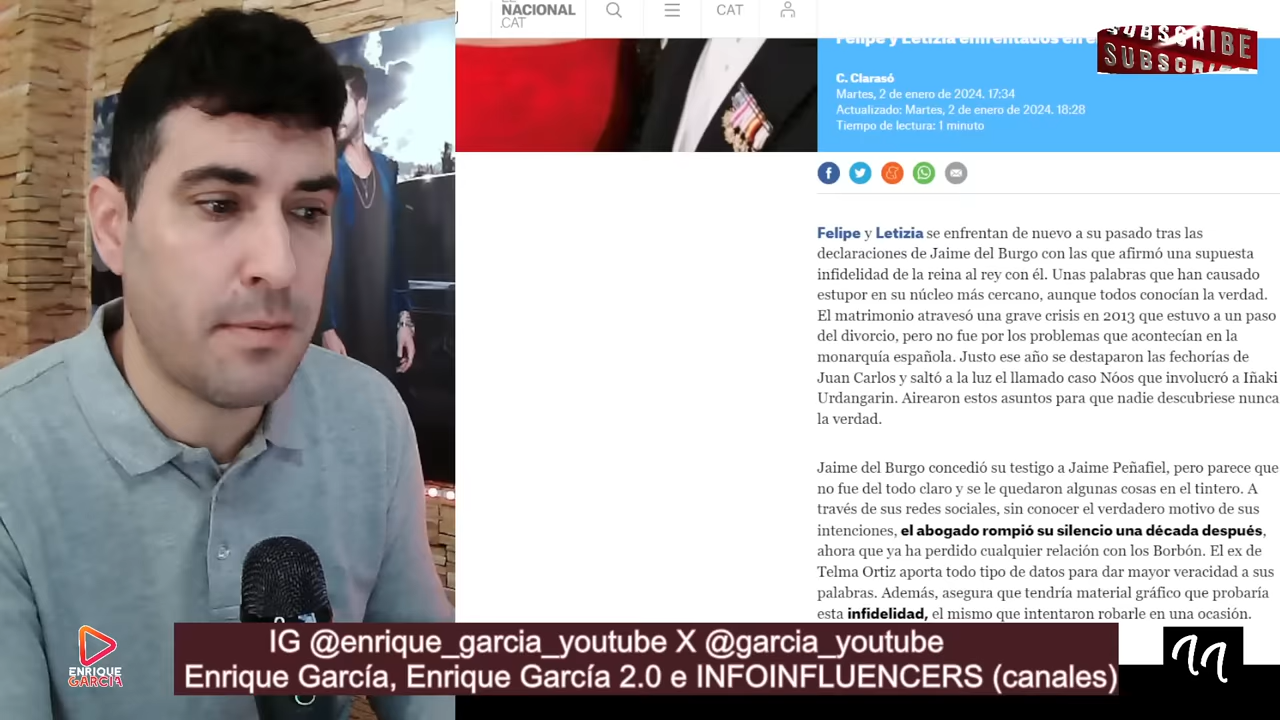 NACIONAL
.CAT
CAT
SUBSCRIBE
SUBSCRIBE
Felipe y Letizia enfrentados en e
C. Clarasó
Martes, 2 de enero de 2024. 17:34
Actualizado: Martes, 2 de enero de 2024. 18:28
Tiempo de lectura: 1 minuto
Felipe y Letizia se enfrentan de nuevo a su pasado tras las
declaraciones de Jaime del Burgo con las que afirmó una supuesta
infidelidad de la reina al rey con él. Unas palabras que han causado
estupor en su núcleo más cercano, aunque todos conocían la verdad.
El matrimonio atravesó una grave crisis en 2013 que estuvo a un paso
del divorcio, pero no fue por los problemas que acontecían en la
monarquía española. Justo ese año se destaparon las fechorías de
Juan Carlos y saltó a la luz el llamado caso Nóos que involucró a Iñaki
Urdangarin. Airearon estos asuntos para que nadie descubriese nunca
la verdad.
Jaime del Burgo concedió su testigo a Jaime Peñafiel, pero parece que
no fue del todo claro y se le quedaron algunas cosas en el tintero. A
través de sus redes sociales, sin conocer el verdadero motivo de sus
intenciones, el abogado rompió su silencio una década después,
ahora que ya ha perdido cualquier relación con los Borbón. El ex de
Telma Ortiz aporta todo tipo de datos para dar mayor veracidad a sus
palabras. Además, asegura que tendría material gráfico que probaría
esta infidelidad, el mismo que intentaron robarle en una ocasión.
IG @enrique_garcia_youtube X @garcia_youtube
Enrique García, Enrique García 2.0 e INFOINFLUENCERS (canales)
ENRIQUE
GARCÍA